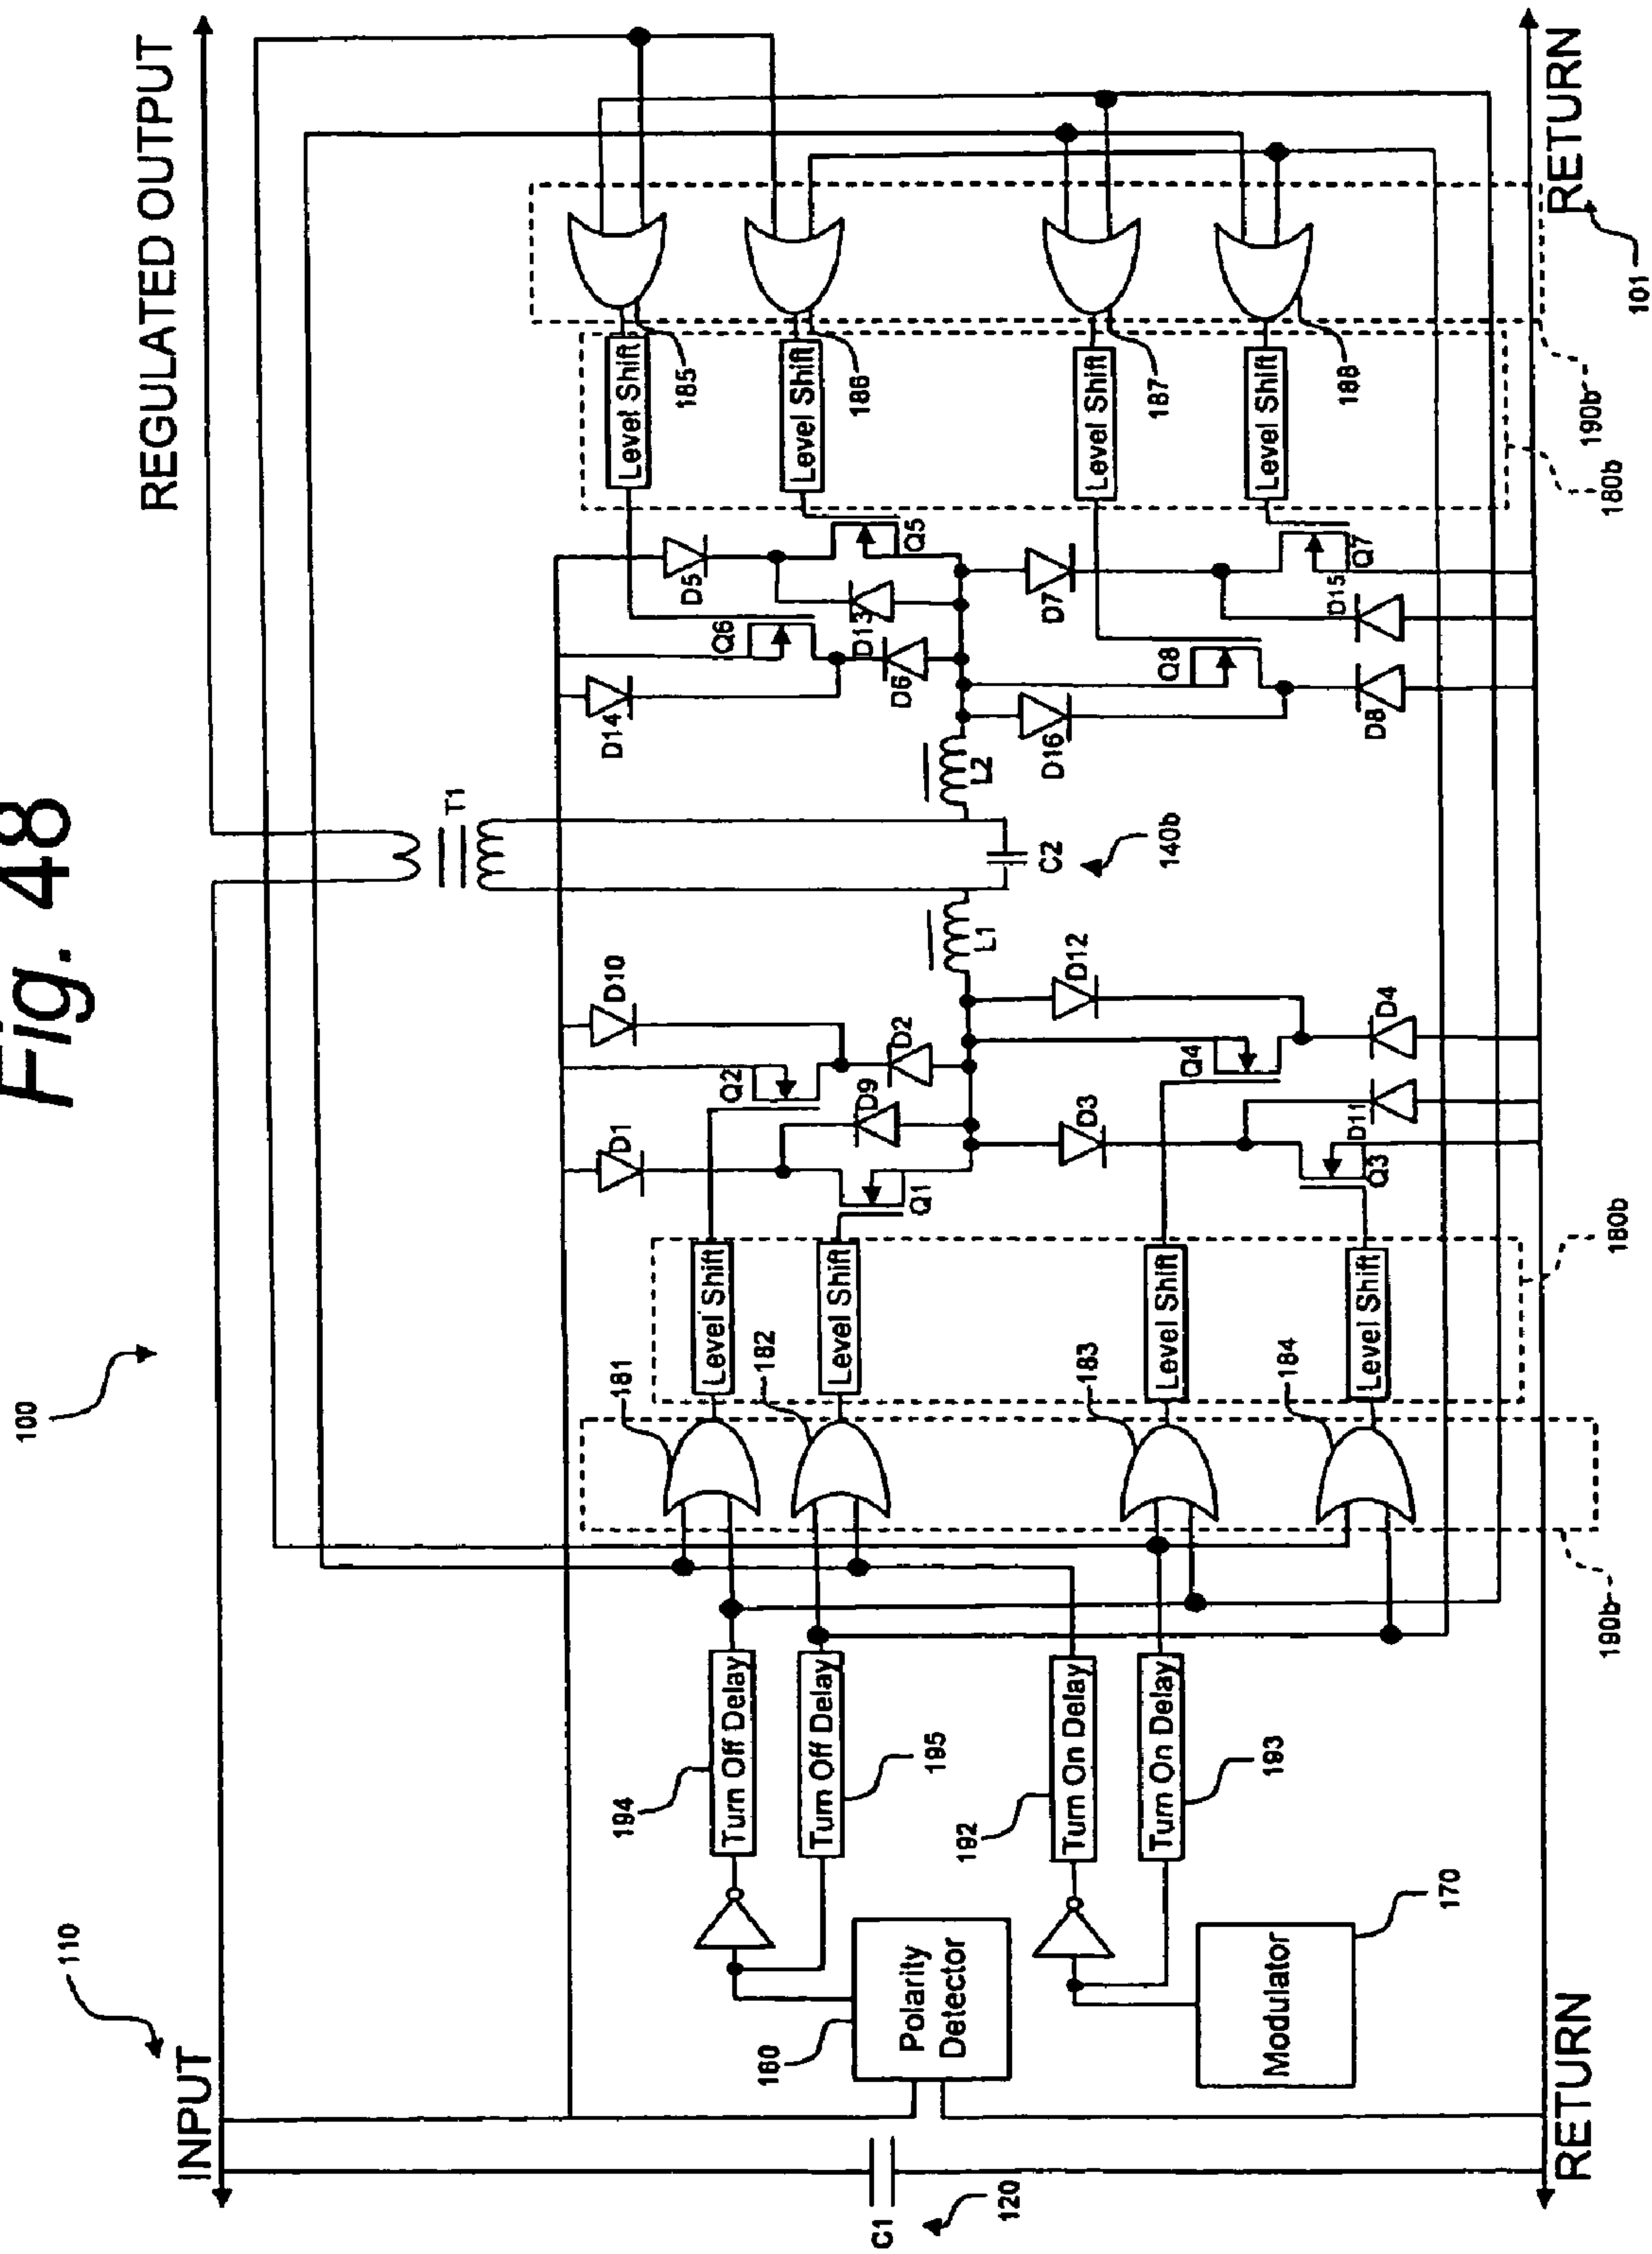 Fig. 48
100
110
INPUT
REGULATED OUTPUT
T1
D10
D14
D1
Q2
Q6
D5
D2
D9
D6
D13
Q5
Q1
L1
L2
C2
140b
D12
D3
D16
D7
Q4
Q8
D4
D11
D8
D15
Q3
Q7
181
182
183
184
Level Shift
Level Shift
Level Shift
Level Shift
Level Shift
Level Shift
Level Shift
Level Shift
185
186
187
188
194
Turn Off Delay
Turn Off Delay
195
192
Turn On Delay
Turn On Delay
193
160
Polarity
Detector
Modulator
170
C1
120
190b
180b
180b
190b
101
RETURN
RETURN